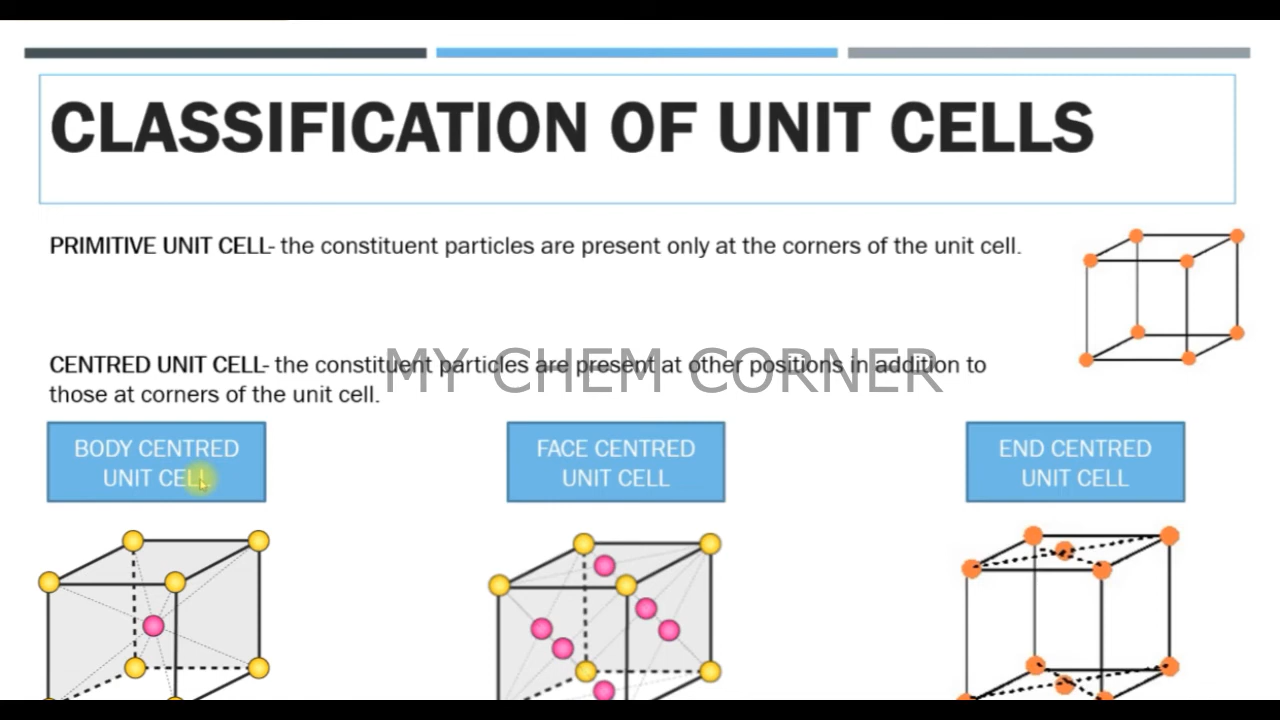 CLASSIFICATION OF UNIT CELLS
PRIMITIVE UNIT CELL- the constituent particles are present only at the corners of the unit cell.
CENTRED UNIT CELL- the constituent particles are present at other positions in addition to
those at corners of the unit cell.
MY CHEM CORNER
BODY CENTRED
UNIT CELL
FACE CENTRED
UNIT CELL
END CENTRED
UNIT CELL